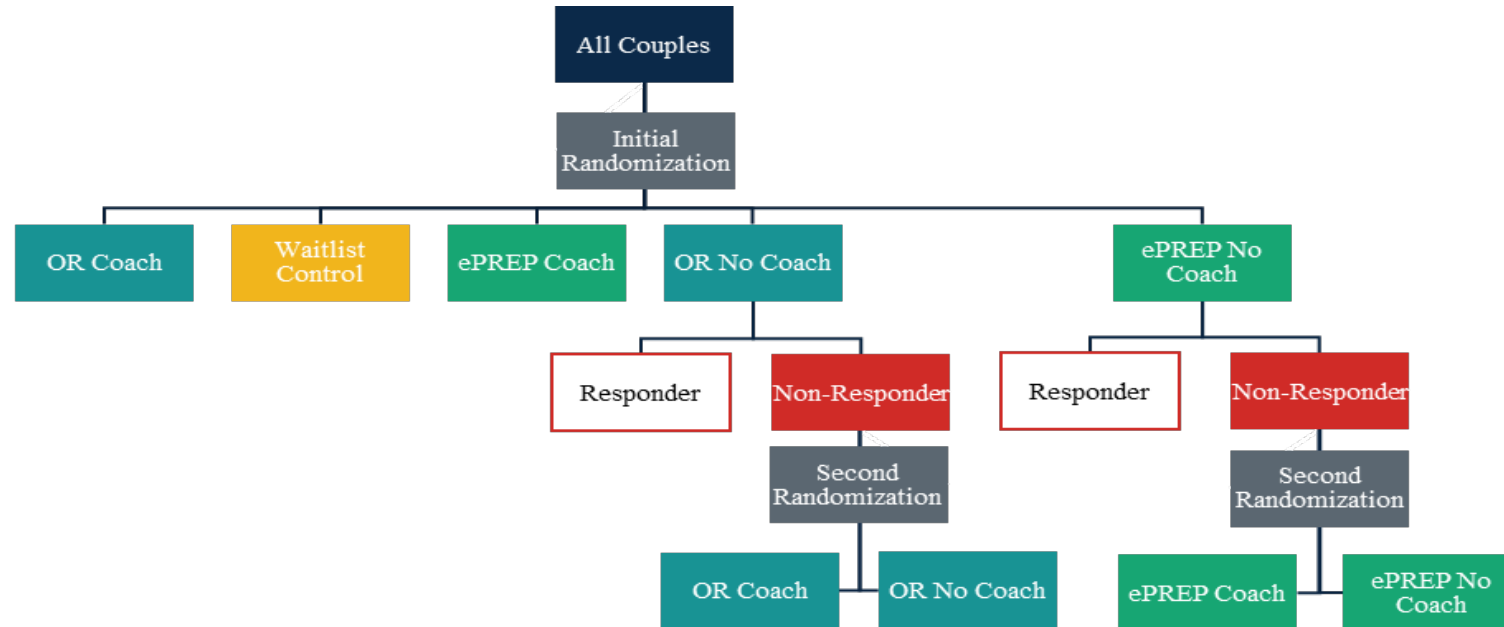 All Couples
Initial
Randomization
OR Coach
Waitlist
Control
ePREP Coach
OR No Coach
ePREP No
Coach
Responder
Non-Responder
Responder
Non-Responder
Second
Randomization
Second
Randomization
OR Coach
OR No Coach
ePREP Coach
ePREP No
Coach